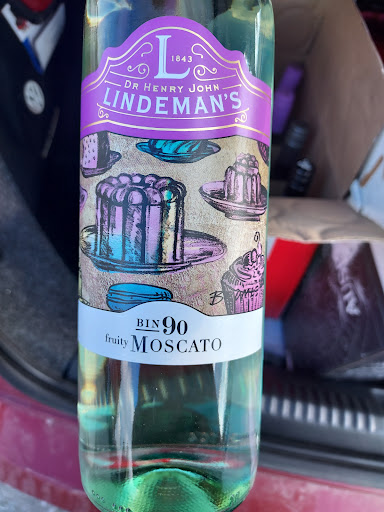 L
1843
DR HENRY JOHN
LINDEMAN'S
BIN 90
fruity MOSCATO